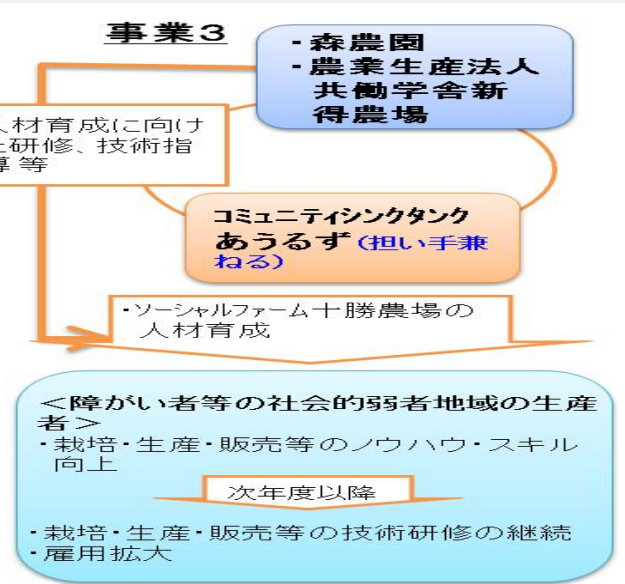 事業3
・森農園
・農業生産法人
共働学舎新
得農場
人材育成に向け
研修、技術指
導等
コミュニティシンクタンク
あうるず(担い手兼
ねる)
・ソーシャルファーム十勝農場の
人材育成
＜障がい者等の社会的弱者地域の生産
者＞
・栽培・生産・販売等のノウハウ・スキル
向上
次年度以降
・栽培・生産・販売等の技術研修の継続
・雇用拡大